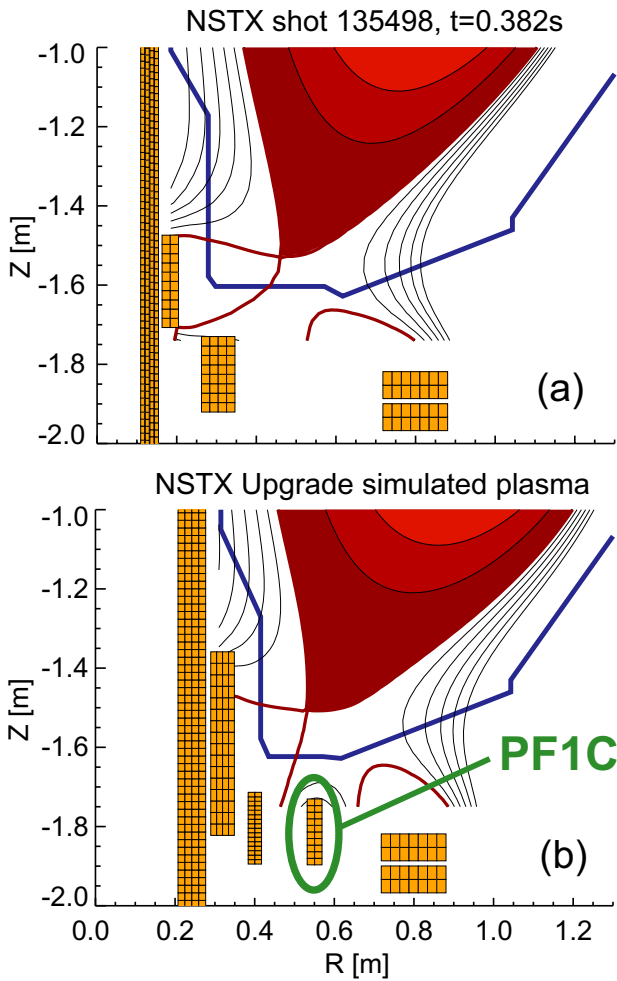 NSTX shot 135498, t=0.382s
-1.0
-1.2
-1.4
Z [m]
-1.6
-1.8
(a)
-2.0
NSTX Upgrade simulated plasma
-1.0
-1.2
-1.4
Z [m]
-1.6
PF1C
-1.8
(b)
-2.0
0.0 0.2 0.4 0.6 0.8 1.0 1.2
R [m]